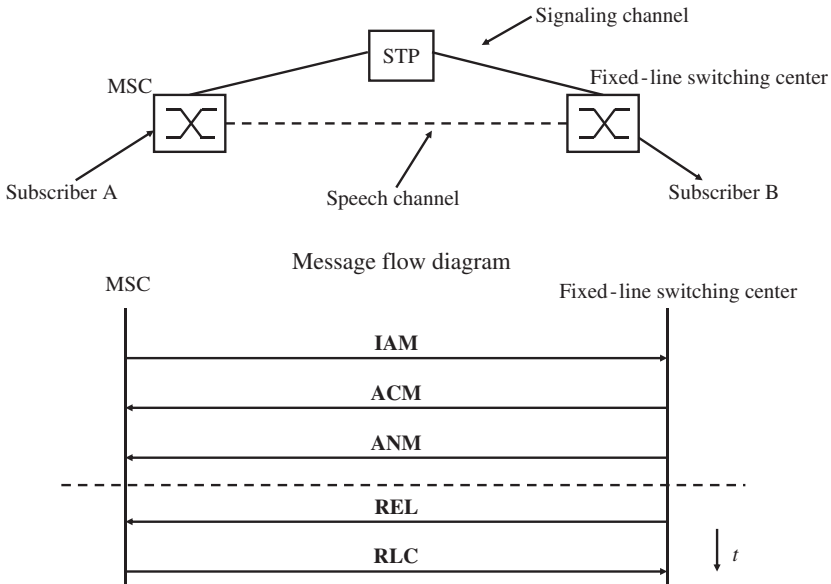 Signaling channel
STP
MSC
Fixed-line switching center
Subscriber A
Speech channel
Subscriber B
Message flow diagram
MSC
Fixed-line switching center
IAM
ACM
ANM
REL
RLC
t